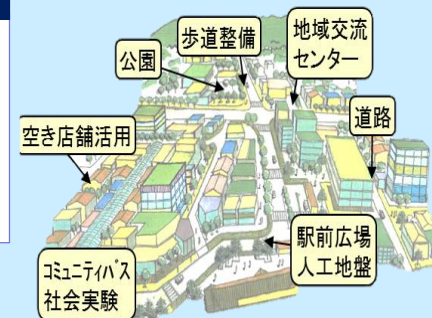 公園
歩道整備
地域交流
センター
道路
空き店舗活用
駅前広場
人工地盤
コミュニティバス
社会実験